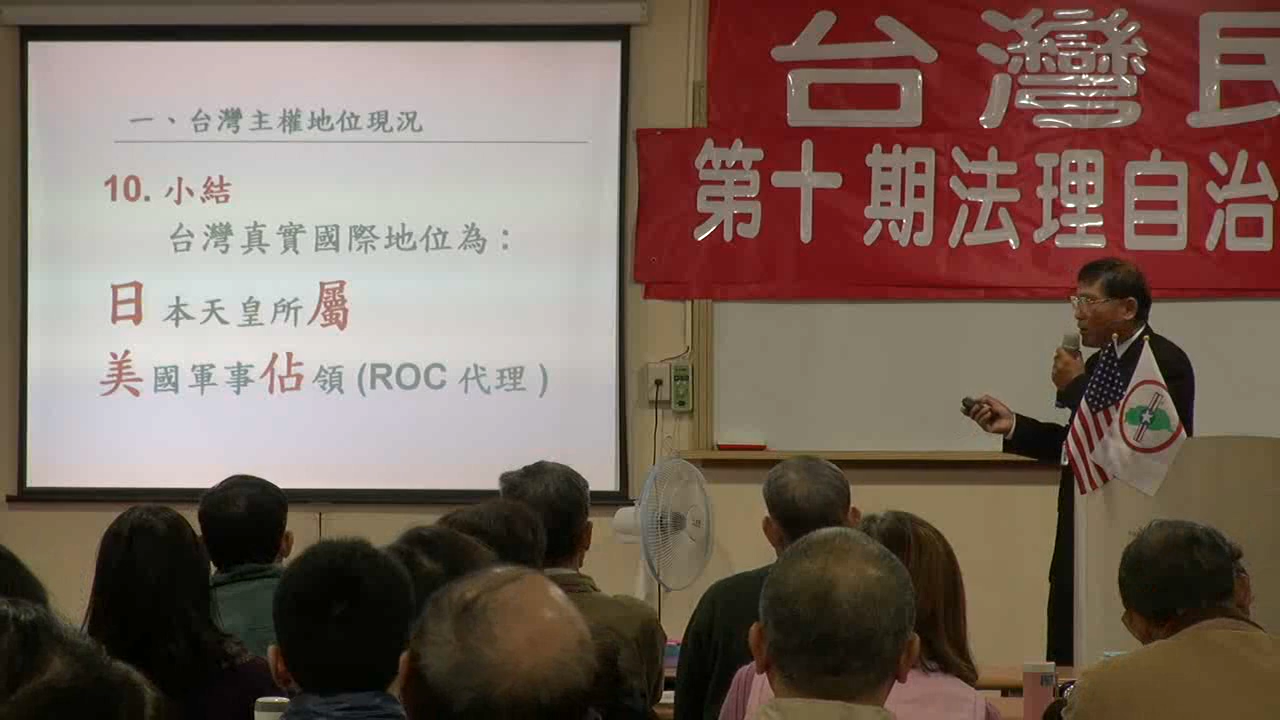 一、台灣主權地位現況
10. 小結
台灣真實國際地位為：
日本天皇所屬
美國軍事佔領 (ROC 代理)
台灣民
第十期法理自治